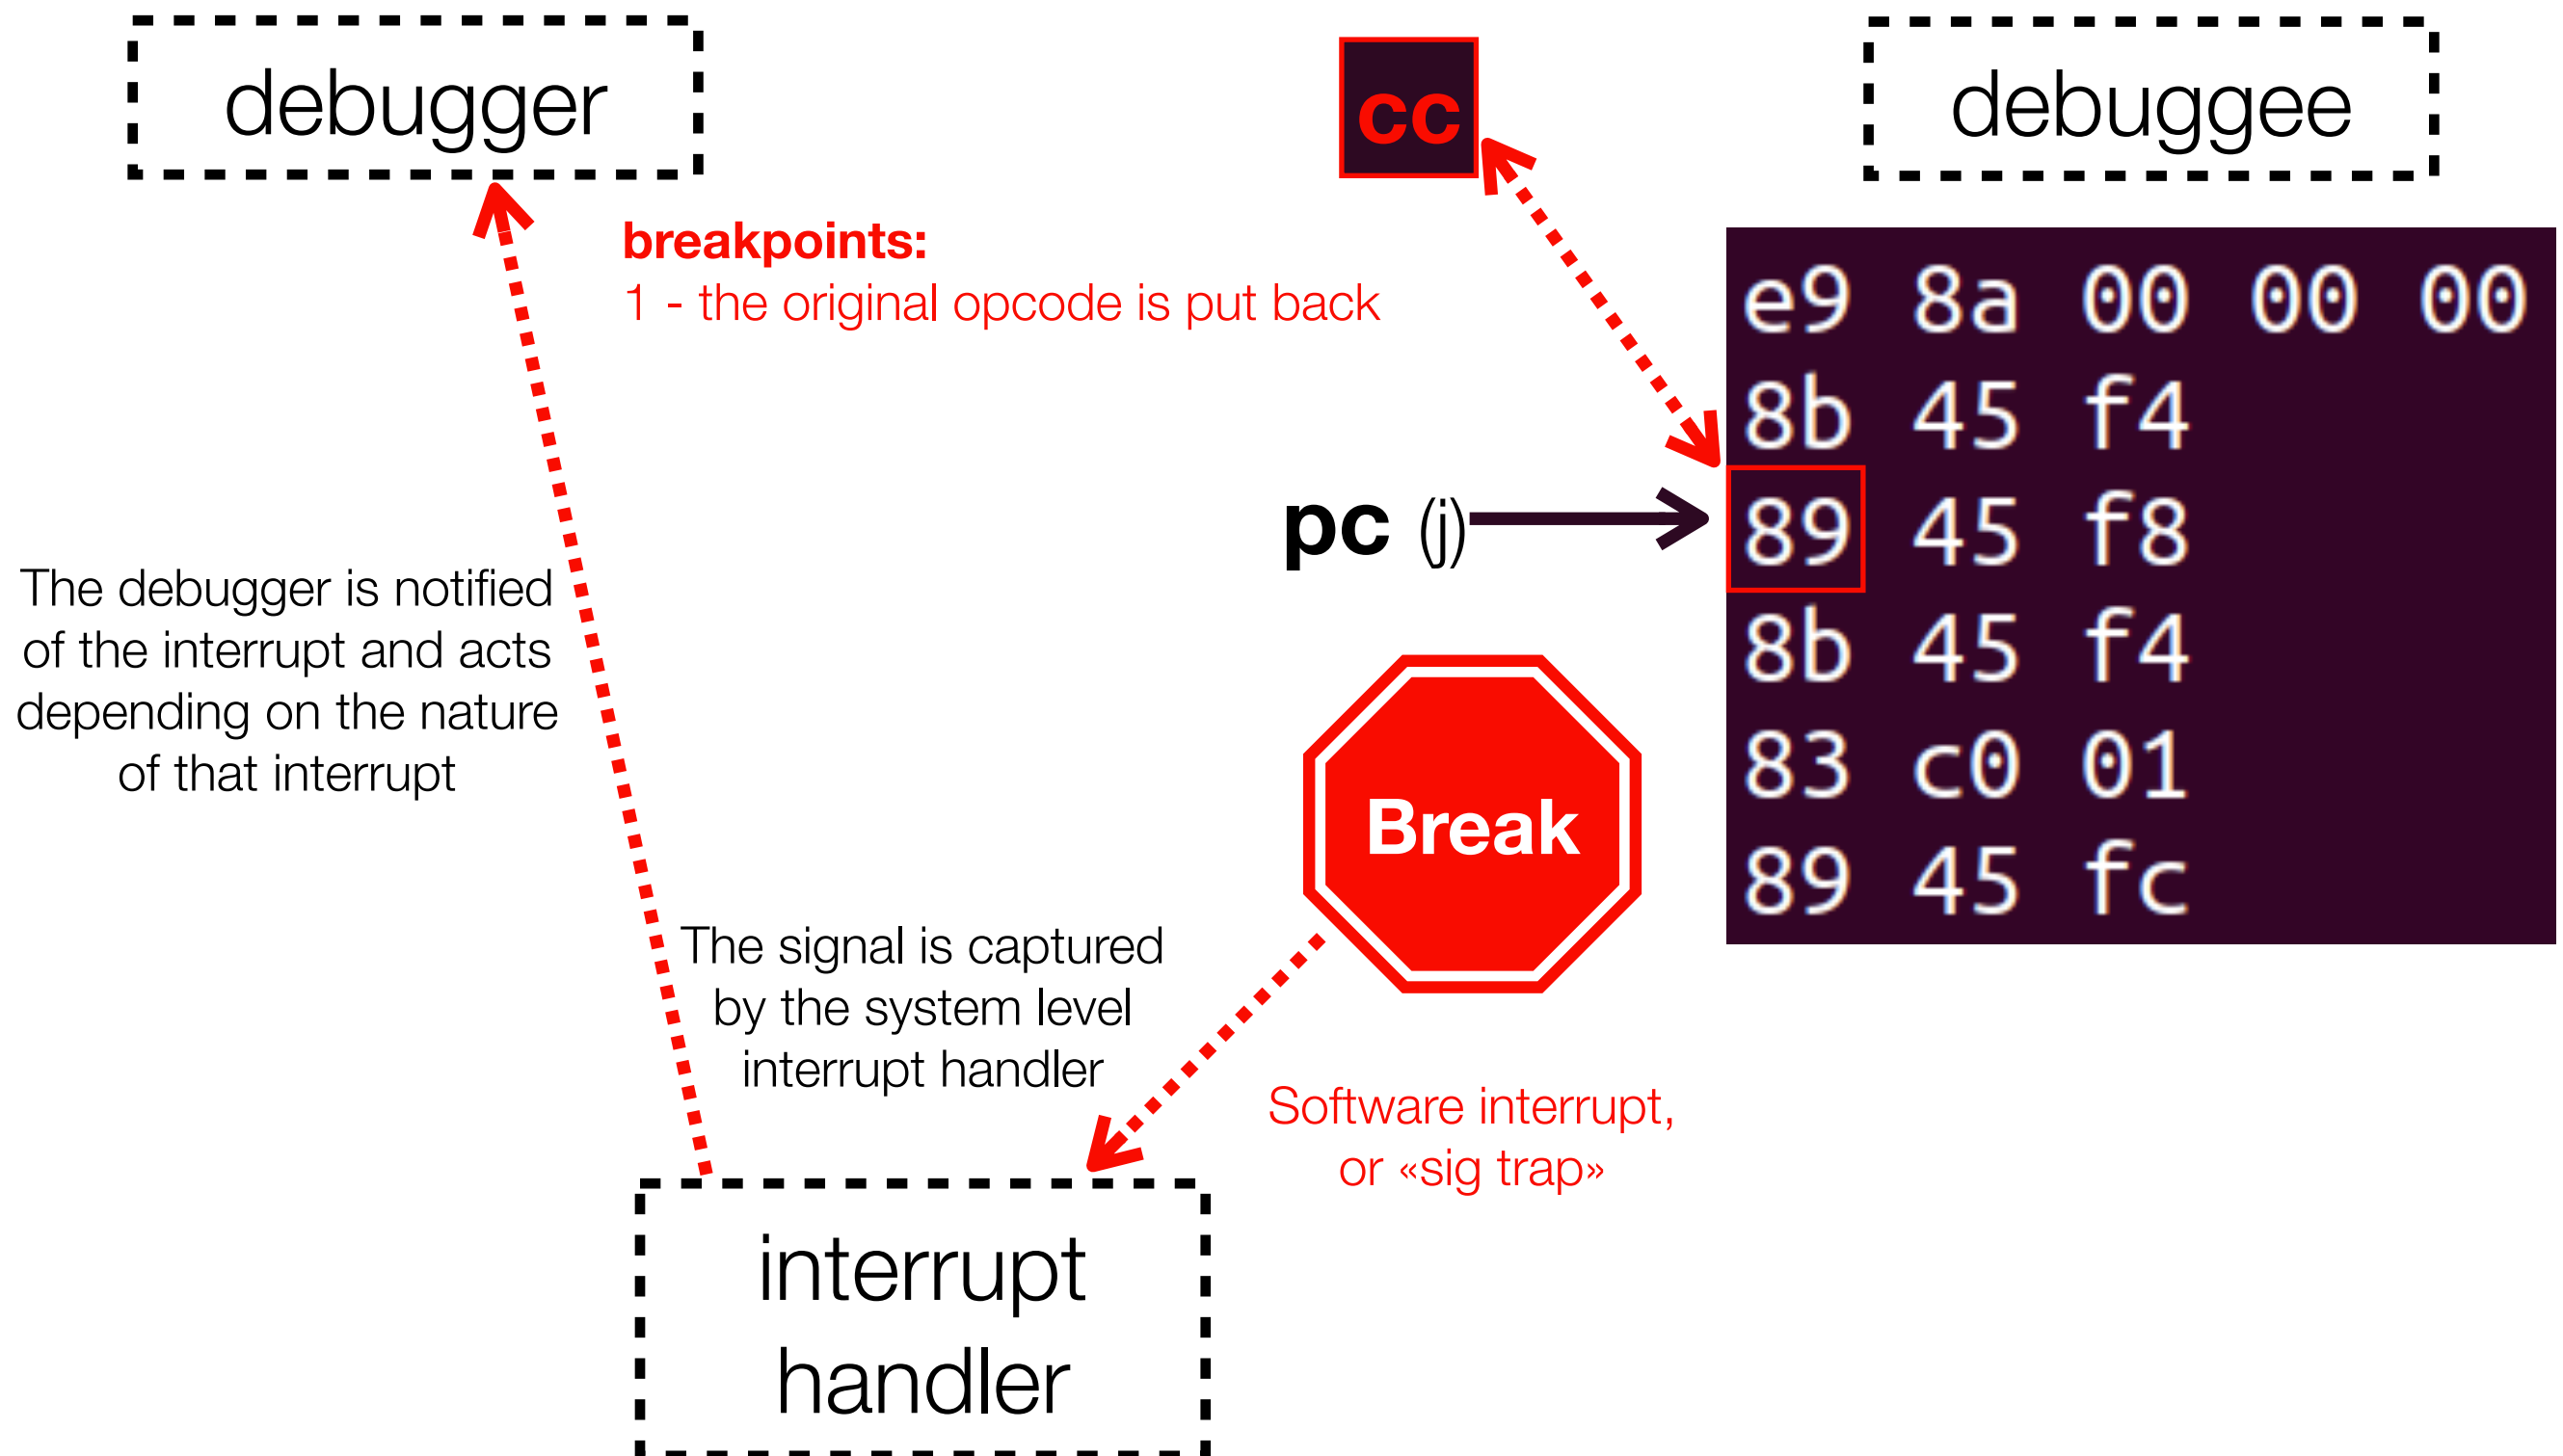 debugger
cc
debuggee
breakpoints:
1 - the original opcode is put back
e9 8a 00 00 00
8b 45 f4
pc (j)
89 45 f8
8b 45 f4
83 c0 01
89 45 fc
The debugger is notified
of the interrupt and acts
depending on the nature
of that interrupt
Break
The signal is captured
by the system level
interrupt handler
Software interrupt,
or «sig trap»
interrupt
handler